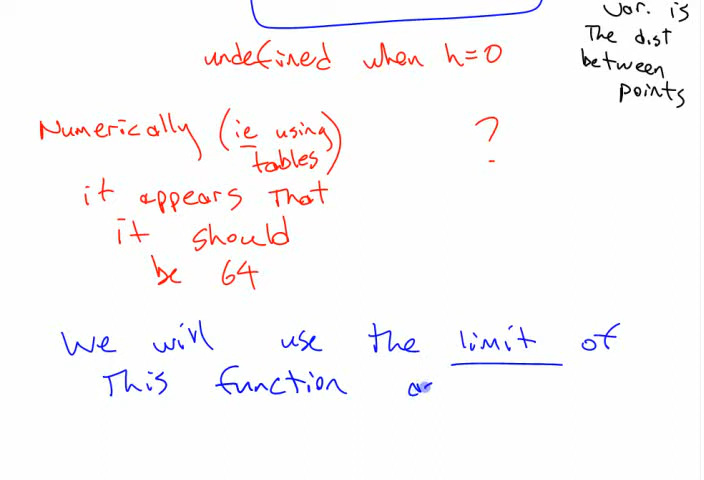 var. is
The dist
between
points
undefined when h=0
Numerically (ie using
tables)
?
it appears that
it should
be 64
We will use the limit of
This function